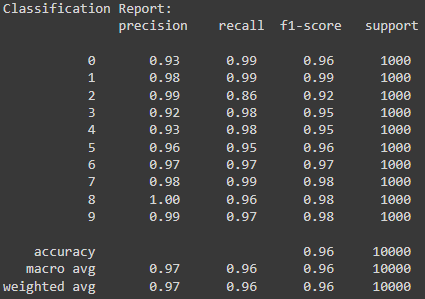 Classification Report:
precision recall f1-score support
0 0.93 0.99 0.96 1000
1 0.98 0.99 0.99 1000
2 0.99 0.86 0.92 1000
3 0.92 0.98 0.95 1000
4 0.93 0.98 0.95 1000
5 0.96 0.95 0.96 1000
6 0.97 0.97 0.97 1000
7 0.98 0.99 0.98 1000
8 1.00 0.96 0.98 1000
9 0.99 0.97 0.98 1000
accuracy 0.96 10000
macro avg 0.97 0.96 0.96 10000
weighted avg 0.97 0.96 0.96 10000